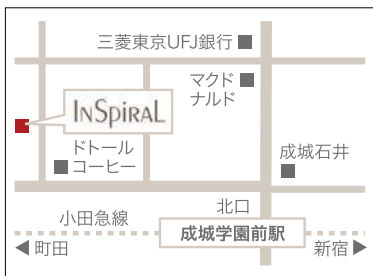 三菱東京UFJ銀行
マクド
ナルド
INSPIRAL
ドトール
コーヒー
成城石井
北口
小田急線
成城学園前駅
町田
新宿